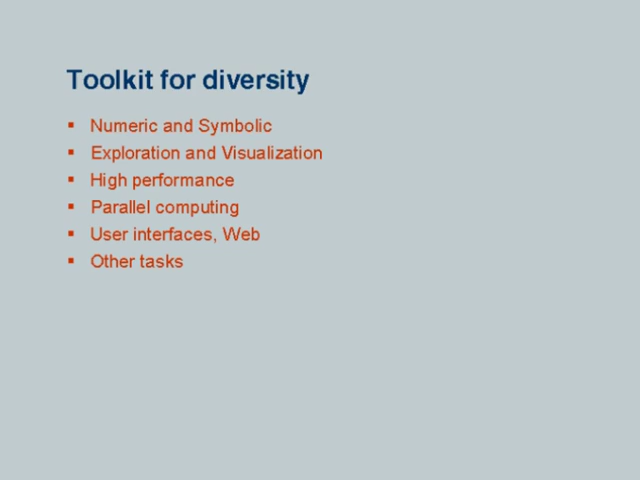 Toolkit for diversity
▪ Numeric and Symbolic
▪ Exploration and Visualization
▪ High performance
▪ Parallel computing
▪ User interfaces, Web
▪ Other tasks